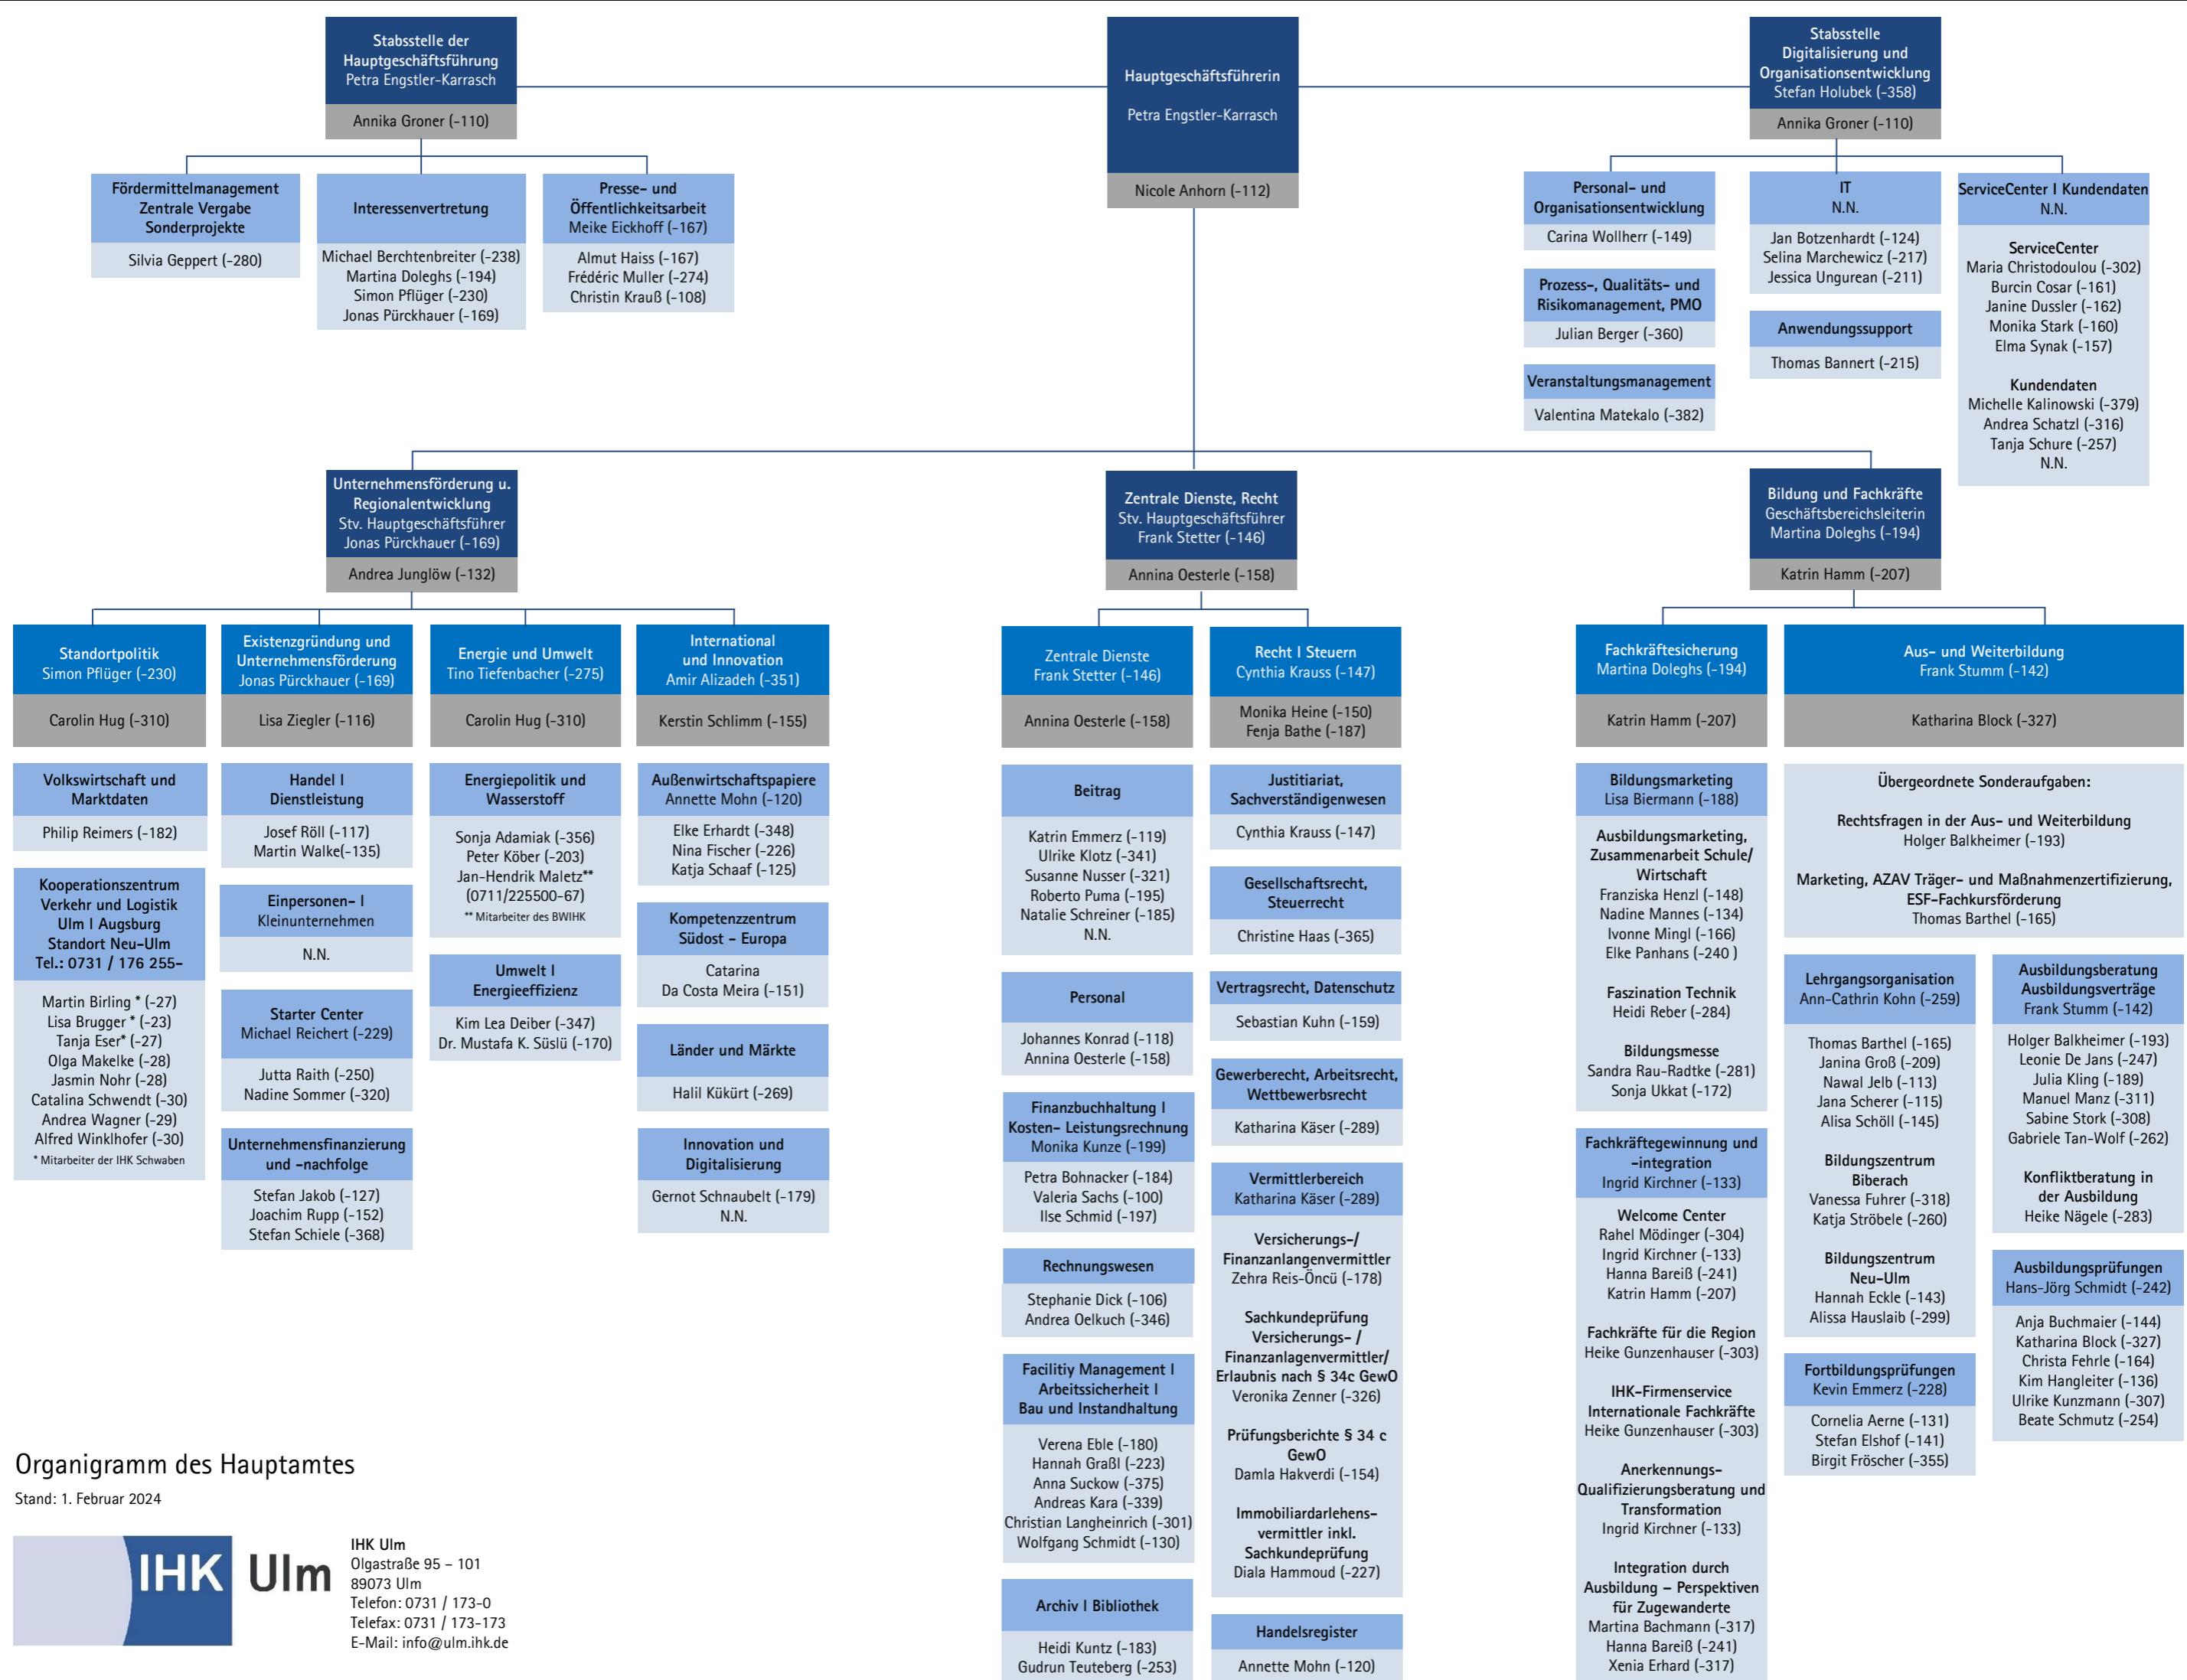 Stabsstelle der
Hauptgeschäftsführung
Petra Engstler-Karrasch
Annika Groner (-110)
Hauptgeschäftsführerin
Petra Engstler-Karrasch
Nicole Anhorn (-112)
Stabsstelle
Digitalisierung und
Organisationsentwicklung
Stefan Holubek (-358)
Annika Groner (-110)
Fördermittelmanagement
Zentrale Vergabe
Sonderprojekte
Silvia Geppert (-280)
Interessenvertretung
Michael Berchtenbreiter (-238)
Martina Doleghs (-194)
Simon Pflüger (-230)
Jonas Pürckhauer (-169)
Presse- und
Öffentlichkeitsarbeit
Meike Eickhoff (-167)
Almut Haiss (-167)
Frédéric Muller (-274)
Christin Krauß (-108)
Personal- und
Organisationsentwicklung
Carina Wollherr (-149)
Prozess-, Qualitäts- und
Risikomanagement, PMO
Julian Berger (-360)
Veranstaltungsmanagement
Valentina Matekalo (-382)
IT
N.N.
Jan Botzenhardt (-124)
Selina Marchewicz (-217)
Jessica Ungurean (-211)
Anwendungssupport
Thomas Bannert (-215)
ServiceCenter I Kundendaten
N.N.
ServiceCenter
Maria Christodoulou (-302)
Burcin Cosar (-161)
Janine Dussler (-162)
Monika Stark (-160)
Elma Synak (-157)
Kundendaten
Michelle Kalinowski (-379)
Andrea Schatzl (-316)
Tanja Schure (-257)
N.N.
Unternehmensförderung u.
Regionalentwicklung
Stv. Hauptgeschäftsführer
Jonas Pürckhauer (-169)
Andrea Junglöw (-132)
Zentrale Dienste, Recht
Stv. Hauptgeschäftsführer
Frank Stetter (-146)
Annina Oesterle (-158)
Bildung und Fachkräfte
Geschäftsbereichsleiterin
Martina Doleghs (-194)
Katrin Hamm (-207)
Standortpolitik
Simon Pflüger (-230)
Carolin Hug (-310)
Volkswirtschaft und
Marktdaten
Philip Reimers (-182)
Kooperationszentrum
Verkehr und Logistik
Ulm I Augsburg
Standort Neu-Ulm
Tel.: 0731 / 176 255-
Martin Birling * (-27)
Lisa Brugger * (-23)
Tanja Eser* (-27)
Olga Makelke (-28)
Jasmin Nohr (-28)
Catalina Schwendt (-30)
Andrea Wagner (-29)
Alfred Winklhofer (-30)
* Mitarbeiter der IHK Schwaben
Existenzgründung und
Unternehmensförderung
Jonas Pürckhauer (-169)
Lisa Ziegler (-116)
Handel I
Dienstleistung
Josef Röll (-117)
Martin Walke(-135)
Einpersonen- I
Kleinunternehmen
N.N.
Starter Center
Michael Reichert (-229)
Jutta Raith (-250)
Nadine Sommer (-320)
Unternehmensfinanzierung
und -nachfolge
Stefan Jakob (-127)
Joachim Rupp (-152)
Stefan Schiele (-368)
Energie und Umwelt
Tino Tiefenbacher (-275)
Carolin Hug (-310)
Energiepolitik und
Wasserstoff
Sonja Adamiak (-356)
Peter Köber (-203)
Jan-Hendrik Maletz**
(0711/225500-67)
** Mitarbeiter des BWIHK
Umwelt I
Energieeffizienz
Kim Lea Deiber (-347)
Dr. Mustafa K. Süslü (-170)
International
und Innovation
Amir Alizadeh (-351)
Kerstin Schlimm (-155)
Außenwirtschaftspapiere
Annette Mohn (-120)
Elke Erhardt (-348)
Nina Fischer (-226)
Katja Schaaf (-125)
Kompetenzzentrum
Südost - Europa
Catarina
Da Costa Meira (-151)
Länder und Märkte
Halil Kükürt (-269)
Innovation und
Digitalisierung
Gernot Schnaubelt (-179)
N.N.
Zentrale Dienste
Frank Stetter (-146)
Annina Oesterle (-158)
Beitrag
Katrin Emmerz (-119)
Ulrike Klotz (-341)
Susanne Nusser (-321)
Roberto Puma (-195)
Natalie Schreiner (-185)
N.N.
Personal
Johannes Konrad (-118)
Annina Oesterle (-158)
Finanzbuchhaltung I
Kosten- Leistungsrechnung
Monika Kunze (-199)
Petra Bohnacker (-184)
Valeria Sachs (-100)
Ilse Schmid (-197)
Rechnungswesen
Stephanie Dick (-106)
Andrea Oelkuch (-346)
Facilitiy Management I
Arbeitssicherheit I
Bau und Instandhaltung
Verena Eble (-180)
Hannah Graßl (-223)
Anna Suckow (-375)
Andreas Kara (-339)
Christian Langheinrich (-301)
Wolfgang Schmidt (-130)
Archiv I Bibliothek
Heidi Kuntz (-183)
Gudrun Teuteberg (-253)
Recht I Steuern
Cynthia Krauss (-147)
Monika Heine (-150)
Fenja Bathe (-187)
Justitiariat,
Sachverständigenwesen
Cynthia Krauss (-147)
Gesellschaftsrecht,
Steuerrecht
Christine Haas (-365)
Vertragsrecht, Datenschutz
Sebastian Kuhn (-159)
Gewerberecht, Arbeitsrecht,
Wettbewerbsrecht
Katharina Käser (-289)
Vermittlerbereich
Katharina Käser (-289)
Versicherungs-/
Finanzanlangenvermittler
Zehra Reis-Öncü (-178)
Sachkundeprüfung
Versicherungs- /
Finanzanlagenvermittler/
Erlaubnis nach § 34c GewO
Veronika Zenner (-326)
Prüfungsberichte § 34 c
GewO
Damla Hakverdi (-154)
Immobiliardarlehens-
vermittler inkl.
Sachkundeprüfung
Diala Hammoud (-227)
Handelsregister
Annette Mohn (-120)
Fachkräftesicherung
Martina Doleghs (-194)
Katrin Hamm (-207)
Bildungsmarketing
Lisa Biermann (-188)
Ausbildungsmarketing,
Zusammenarbeit Schule/
Wirtschaft
Franziska Henzl (-148)
Nadine Mannes (-134)
Ivonne Mingl (-166)
Elke Panhans (-240 )
Faszination Technik
Heidi Reber (-284)
Bildungsmesse
Sandra Rau-Radtke (-281)
Sonja Ukkat (-172)
Fachkräftegewinnung und
-integration
Ingrid Kirchner (-133)
Welcome Center
Rahel Mödinger (-304)
Ingrid Kirchner (-133)
Hanna Bareiß (-241)
Katrin Hamm (-207)
Fachkräfte für die Region
Heike Gunzenhauser (-303)
IHK-Firmenservice
Internationale Fachkräfte
Heike Gunzenhauser (-303)
Anerkennungs-
Qualifizierungsberatung und
Transformation
Ingrid Kirchner (-133)
Integration durch
Ausbildung – Perspektiven
für Zugewanderte
Martina Bachmann (-317)
Hanna Bareiß (-241)
Xenia Erhard (-317)
Aus- und Weiterbildung
Frank Stumm (-142)
Katharina Block (-327)
Übergeordnete Sonderaufgaben:
Rechtsfragen in der Aus- und Weiterbildung
Holger Balkheimer (-193)
Marketing, AZAV Träger- und Maßnahmenzertifizierung,
ESF-Fachkursförderung
Thomas Barthel (-165)
Lehrgangsorganisation
Ann-Cathrin Kohn (-259)
Thomas Barthel (-165)
Janina Groß (-209)
Nawal Jelb (-113)
Jana Scherer (-115)
Alisa Schöll (-145)
Bildungszentrum
Biberach
Vanessa Fuhrer (-318)
Katja Ströbele (-260)
Bildungszentrum
Neu-Ulm
Hannah Eckle (-143)
Alissa Hauslaib (-299)
Fortbildungsprüfungen
Kevin Emmerz (-228)
Cornelia Aerne (-131)
Stefan Elshof (-141)
Birgit Fröscher (-355)
Ausbildungsberatung
Ausbildungsverträge
Frank Stumm (-142)
Holger Balkheimer (-193)
Leonie De Jans (-247)
Julia Kling (-189)
Manuel Manz (-311)
Sabine Stork (-308)
Gabriele Tan-Wolf (-262)
Konfliktberatung in
der Ausbildung
Heike Nägele (-283)
Ausbildungsprüfungen
Hans-Jörg Schmidt (-242)
Anja Buchmaier (-144)
Katharina Block (-327)
Christa Fehrle (-164)
Kim Hangleiter (-136)
Ulrike Kunzmann (-307)
Beate Schmutz (-254)
Organigramm des Hauptamtes
Stand: 1. Februar 2024
IHK Ulm
IHK Ulm
Olgastraße 95 – 101
89073 Ulm
Telefon: 0731 / 173-0
Telefax: 0731 / 173-173
E-Mail: info@ulm.ihk.de